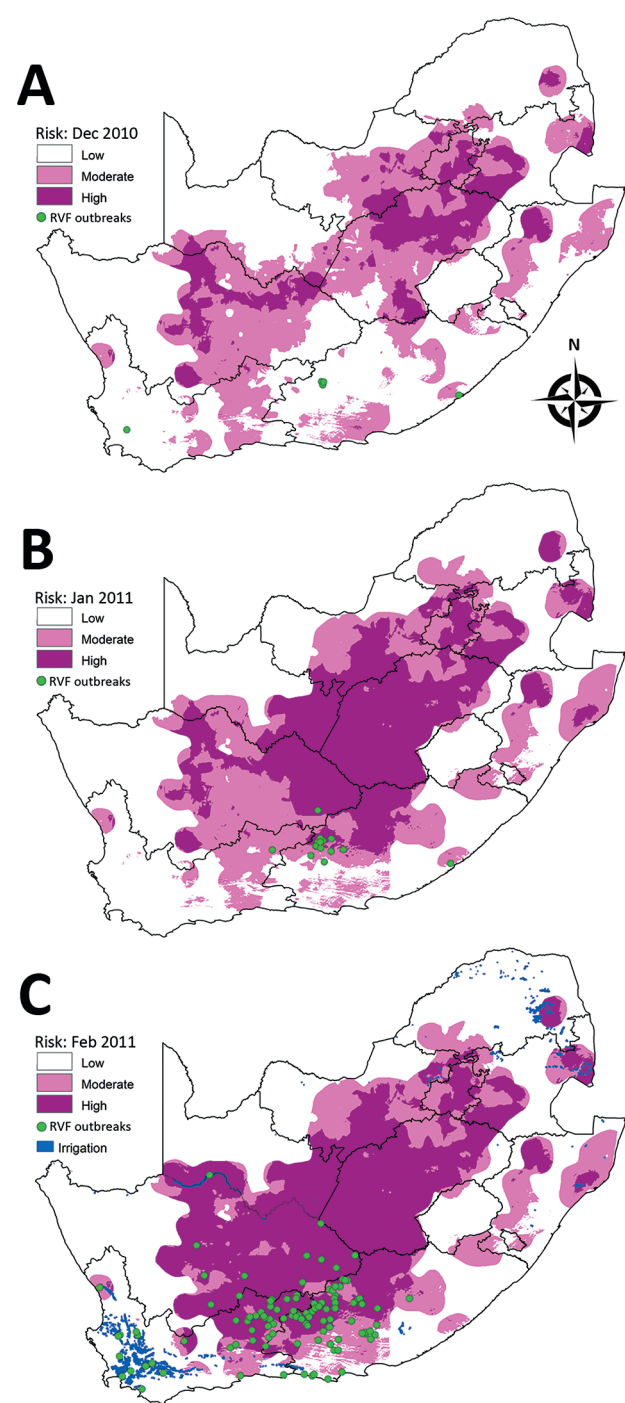 A
Risk: Dec 2010
Low
Moderate
High
RVF outbreaks
N
B
Risk: Jan 2011
Low
Moderate
High
RVF outbreaks
C
Risk: Feb 2011
Low
Moderate
High
RVF outbreaks
Irrigation